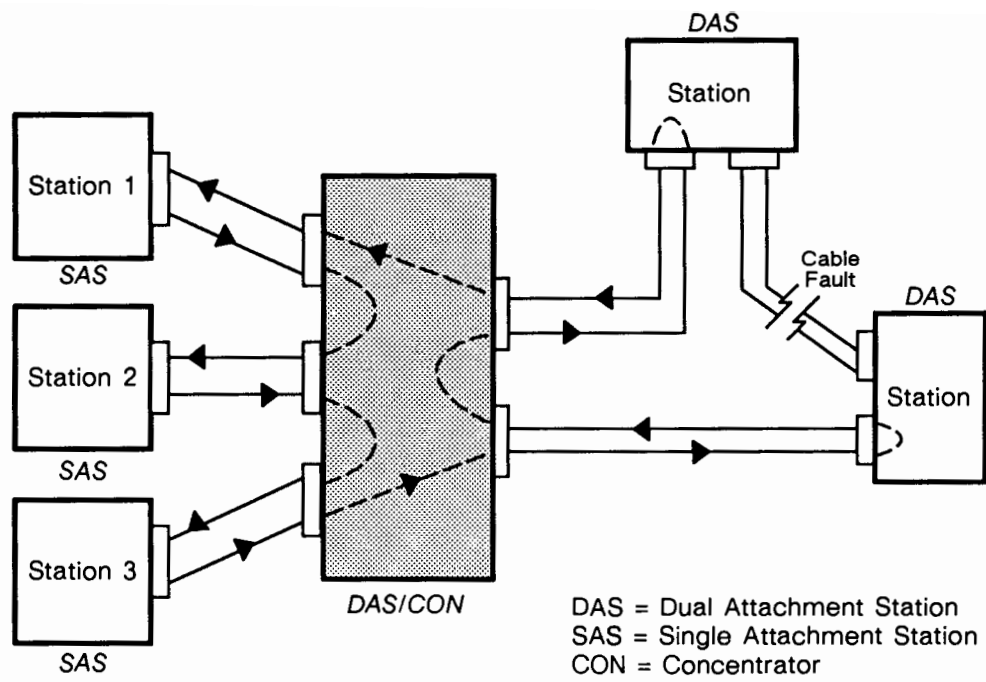 DAS
Station
Station 1
SAS
Cable
Fault
DAS
Station 2
Station
SAS
Station 3
DAS/CON
SAS
DAS = Dual Attachment Station
SAS = Single Attachment Station
CON = Concentrator